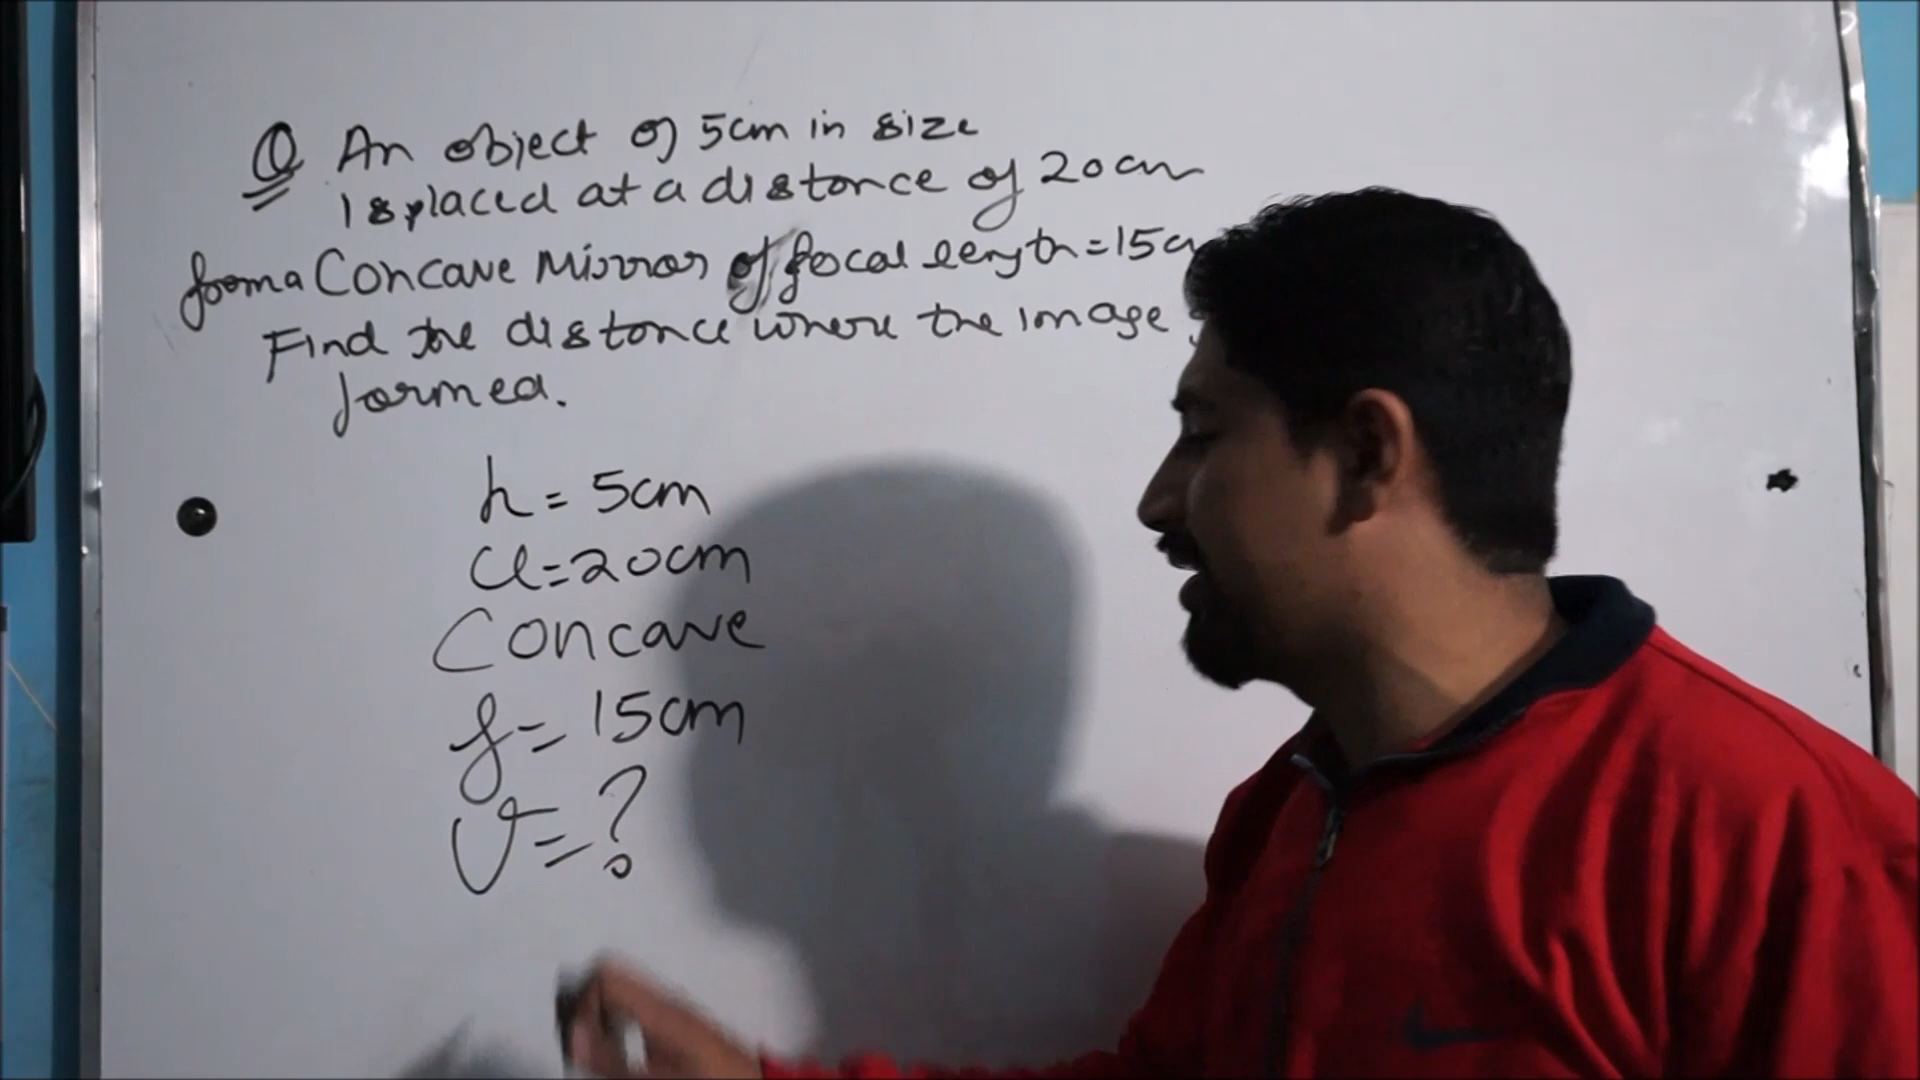 Q An object of 5cm in size
is placed at a distance of 20cm
from a Concave Mirror of focal length = 15cm
Find the distance where the image
formed.
h = 5cm
u = 20cm
Concave
f = 15cm
v = ?